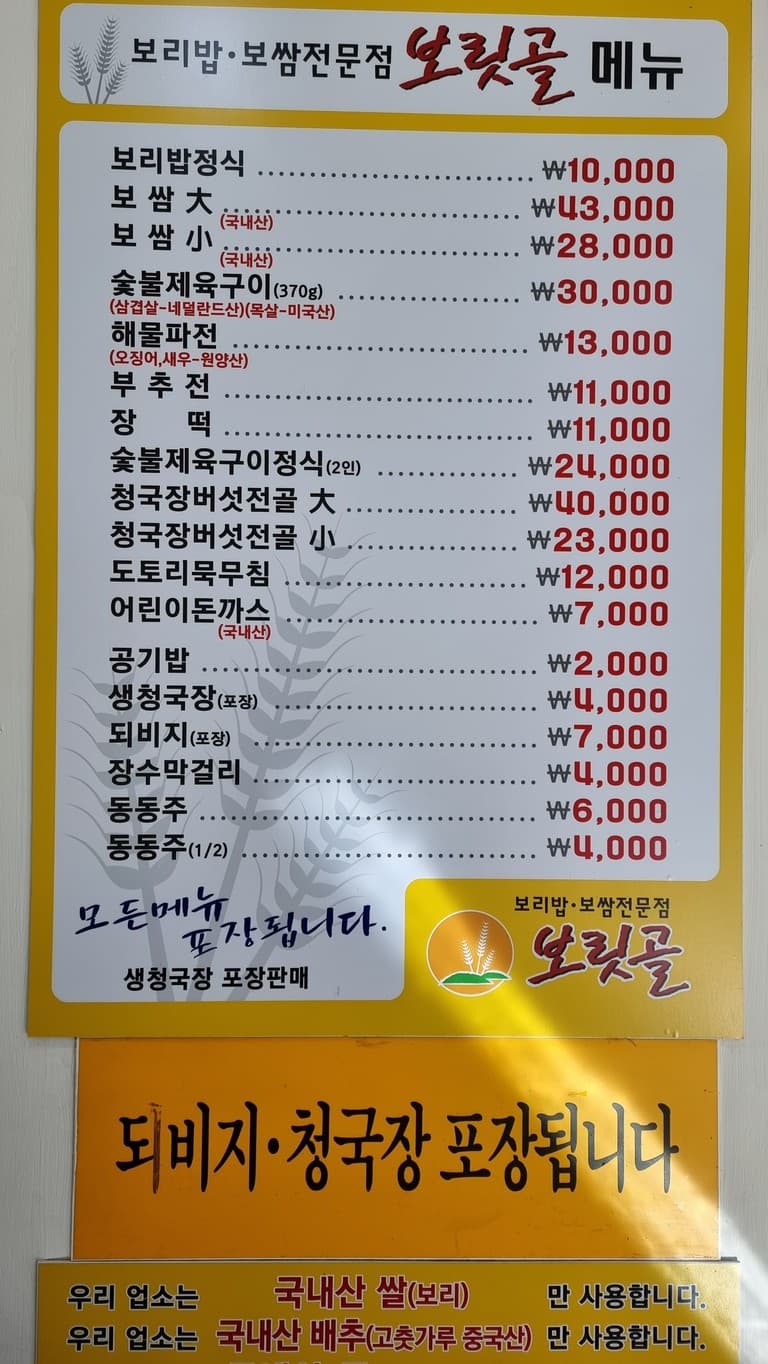 보리밥·보쌈전문점 보릿골 메뉴
보리밥정식 ₩10,000
보 쌈 大 (국내산) ₩43,000
보 쌈 小 (국내산) ₩28,000
숯불제육구이(370g) ₩30,000
(삼겹살-네덜란드산)(목살-미국산)
해물파전 ₩13,000
(오징어,새우-원양산)
부 추 전 ₩11,000
장 떡 ₩11,000
숯불제육구이정식(2인) ₩24,000
청국장버섯전골 大 ₩40,000
청국장버섯전골 小 ₩23,000
도토리묵무침 ₩12,000
어린이돈까스 ₩7,000
(국내산)
공기밥 ₩2,000
생청국장(포장) ₩4,000
되비지(포장) ₩7,000
장수막걸리 ₩4,000
동동주 ₩6,000
동동주(1/2) ₩4,000
모든메뉴
포장됩니다.
생청국장 포장판매
보리밥·보쌈전문점
보릿골
되비지·청국장 포장됩니다
우리 업소는 국내산 쌀(보리) 만 사용합니다.
우리 업소는 국내산 배추(고춧가루 중국산) 만 사용합니다.